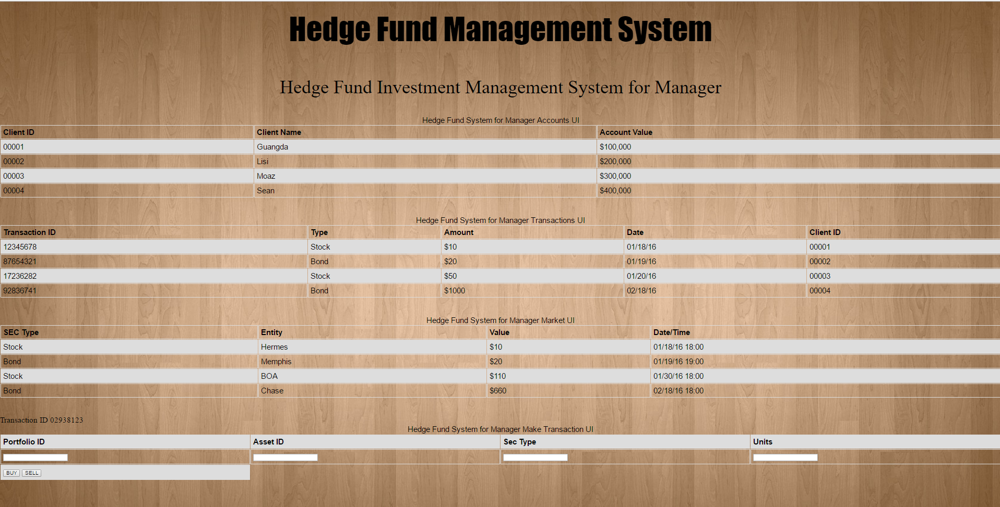 Hedge Fund Management System
Hedge Fund Investment Management System for Manager
Hedge Fund System for Manager Accounts UI
Client ID Client Name Account Value
00001 Guangda $100,000
00002 Lisi $200,000
00003 Moaz $300,000
00004 Sean $400,000
Hedge Fund System for Manager Transactions UI
Transaction ID Type Amount Date Client ID
12345678 Stock $10 01/18/16 00001
87654321 Bond $20 01/19/16 00002
17236282 Stock $50 01/20/16 00003
92836741 Bond $1000 02/18/16 00004
Hedge Fund System for Manager Market UI
SEC Type Entity Value Date/Time
Stock Hermes $10 01/18/16 18:00
Bond Memphis $20 01/19/16 19:00
Stock BOA $110 01/30/16 18:00
Bond Chase $660 02/18/16 18:00
Transaction ID 02938123
Hedge Fund System for Manager Make Transaction UI
Portfolio ID Asset ID Sec Type Units
BUY SELL